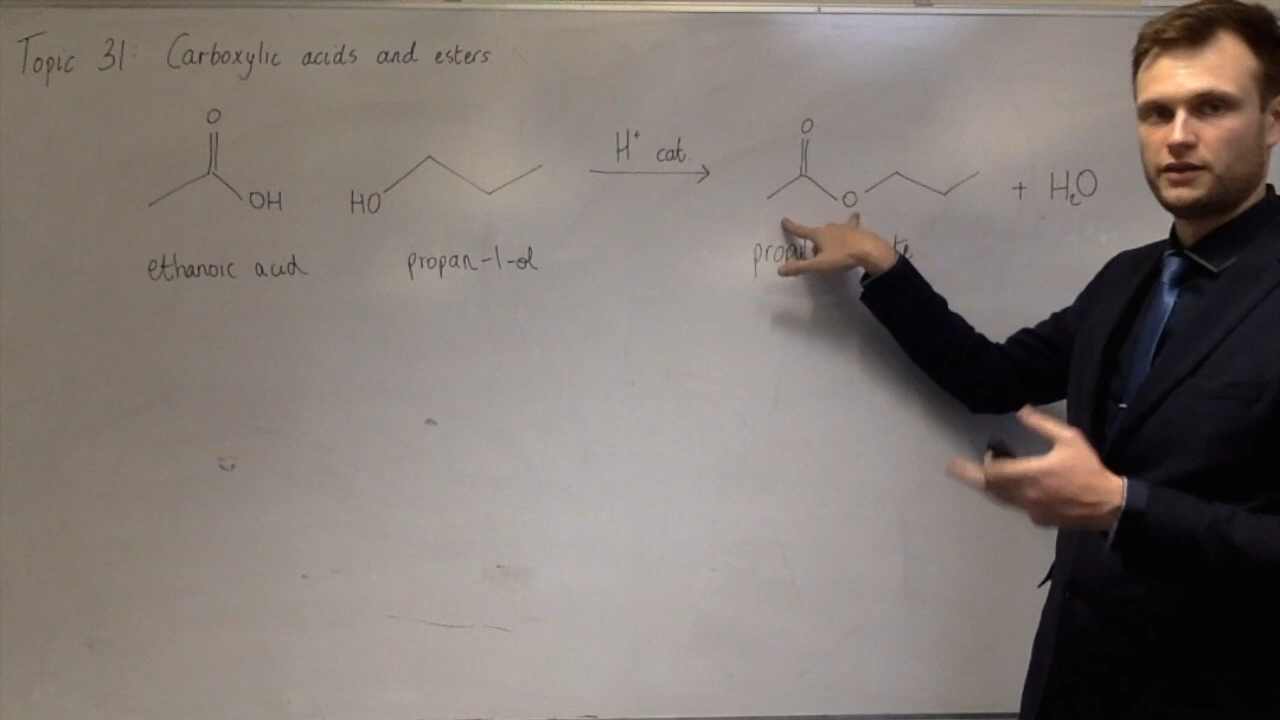 Topic 31: Carboxylic acids and esters
O
OH
HO
H⁺ cat.
O
O
+ H₂O
ethanoic acid
propan-1-ol